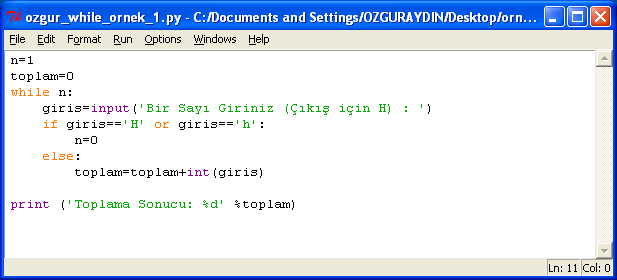 ozgur_while_ornek_1.py - C:/Documents and Settings/OZGURAYDIN/Desktop/orn...
File Edit Format Run Options Windows Help
n=1
toplam=0
while n:
    giris=input('Bir Sayı Giriniz (Çıkış için H) : ')
    if giris=='H' or giris=='h':
        n=0
    else:
        toplam=toplam+int(giris)
print ('Toplama Sonucu: %d' %toplam)
Ln: 11 Col: 0